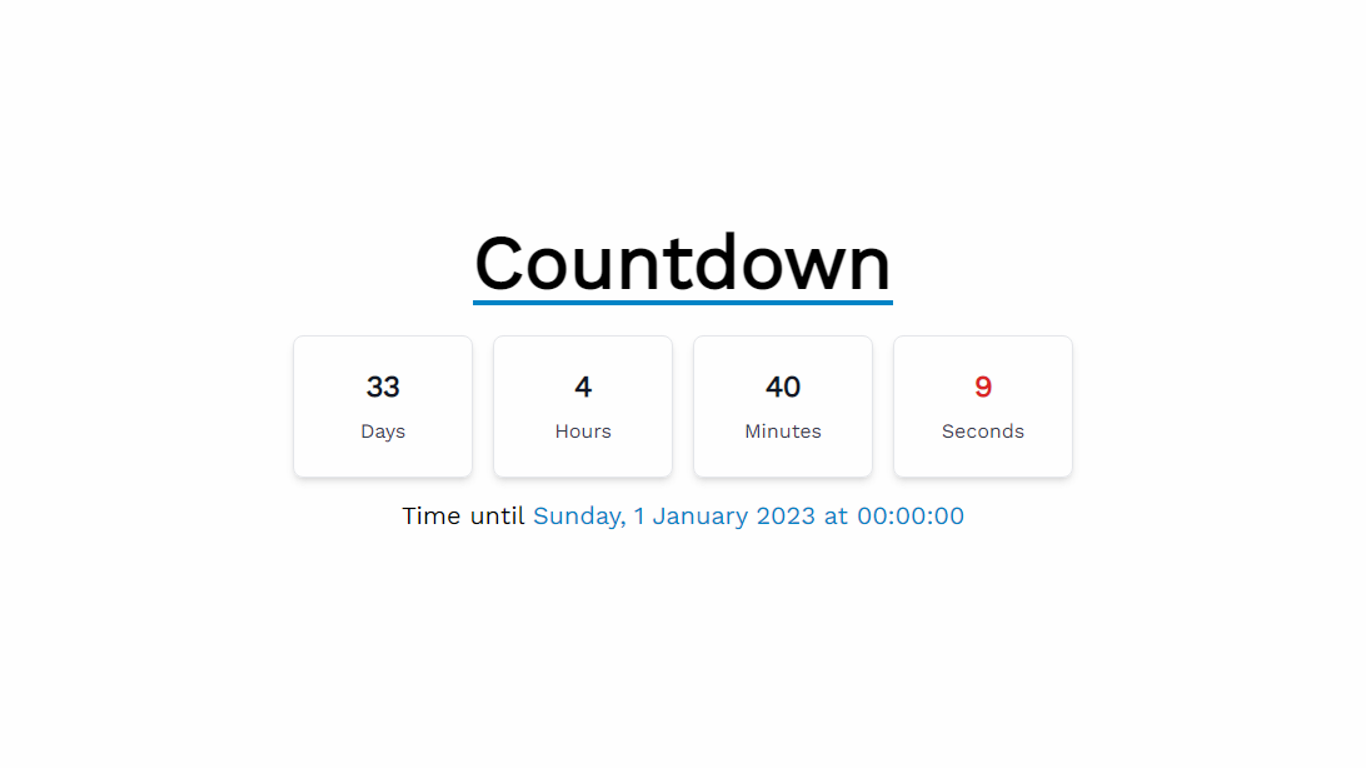 Countdown
33 4 40 9
Days Hours Minutes Seconds
Time until Sunday, 1 January 2023 at 00:00:00